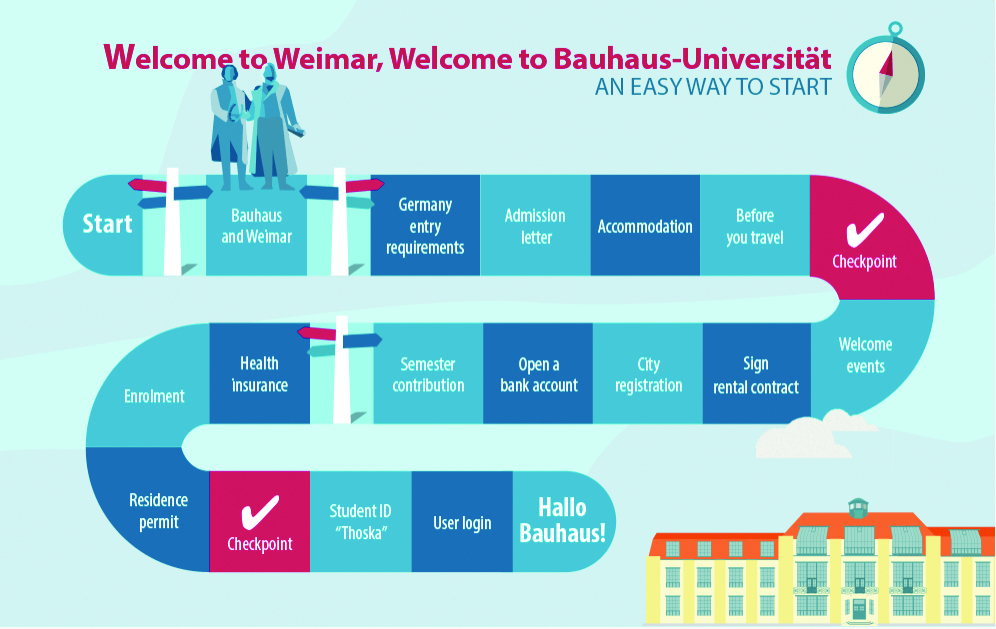 Welcome to Weimar, Welcome to Bauhaus-Universität
AN EASY WAY TO START
Start
Bauhaus
and Weimar
Germany
entry
requirements
Admission
letter
Accommodation
Before
you travel
Checkpoint
Welcome
events
Sign
rental contract
City
registration
Open a
bank account
Semester
contribution
Health
insurance
Enrolment
Residence
permit
Checkpoint
Student ID
“Thoska”
User login
Hallo
Bauhaus!